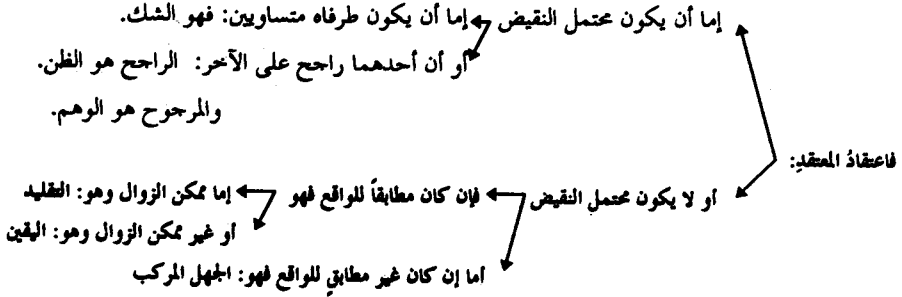 إما أن يكون محتمل النقيض إما أن يكون طرفاه متساويين: فهو الشك.
أو أن أحدهما راجح على الآخر: الراجح هو الظن.
والمرجوح هو الوهم.
فاعتقادُ المعتقدِ:
أو لا يكون محتملِ النقيض فإن كان مطابقاً للواقع فهو إما ممكن الزوال وهو: التقليد
أو غير ممكن الزوال وهو: اليقين
أما إن كان غير مطابقٍ للواقع فهو: الجهل المركب